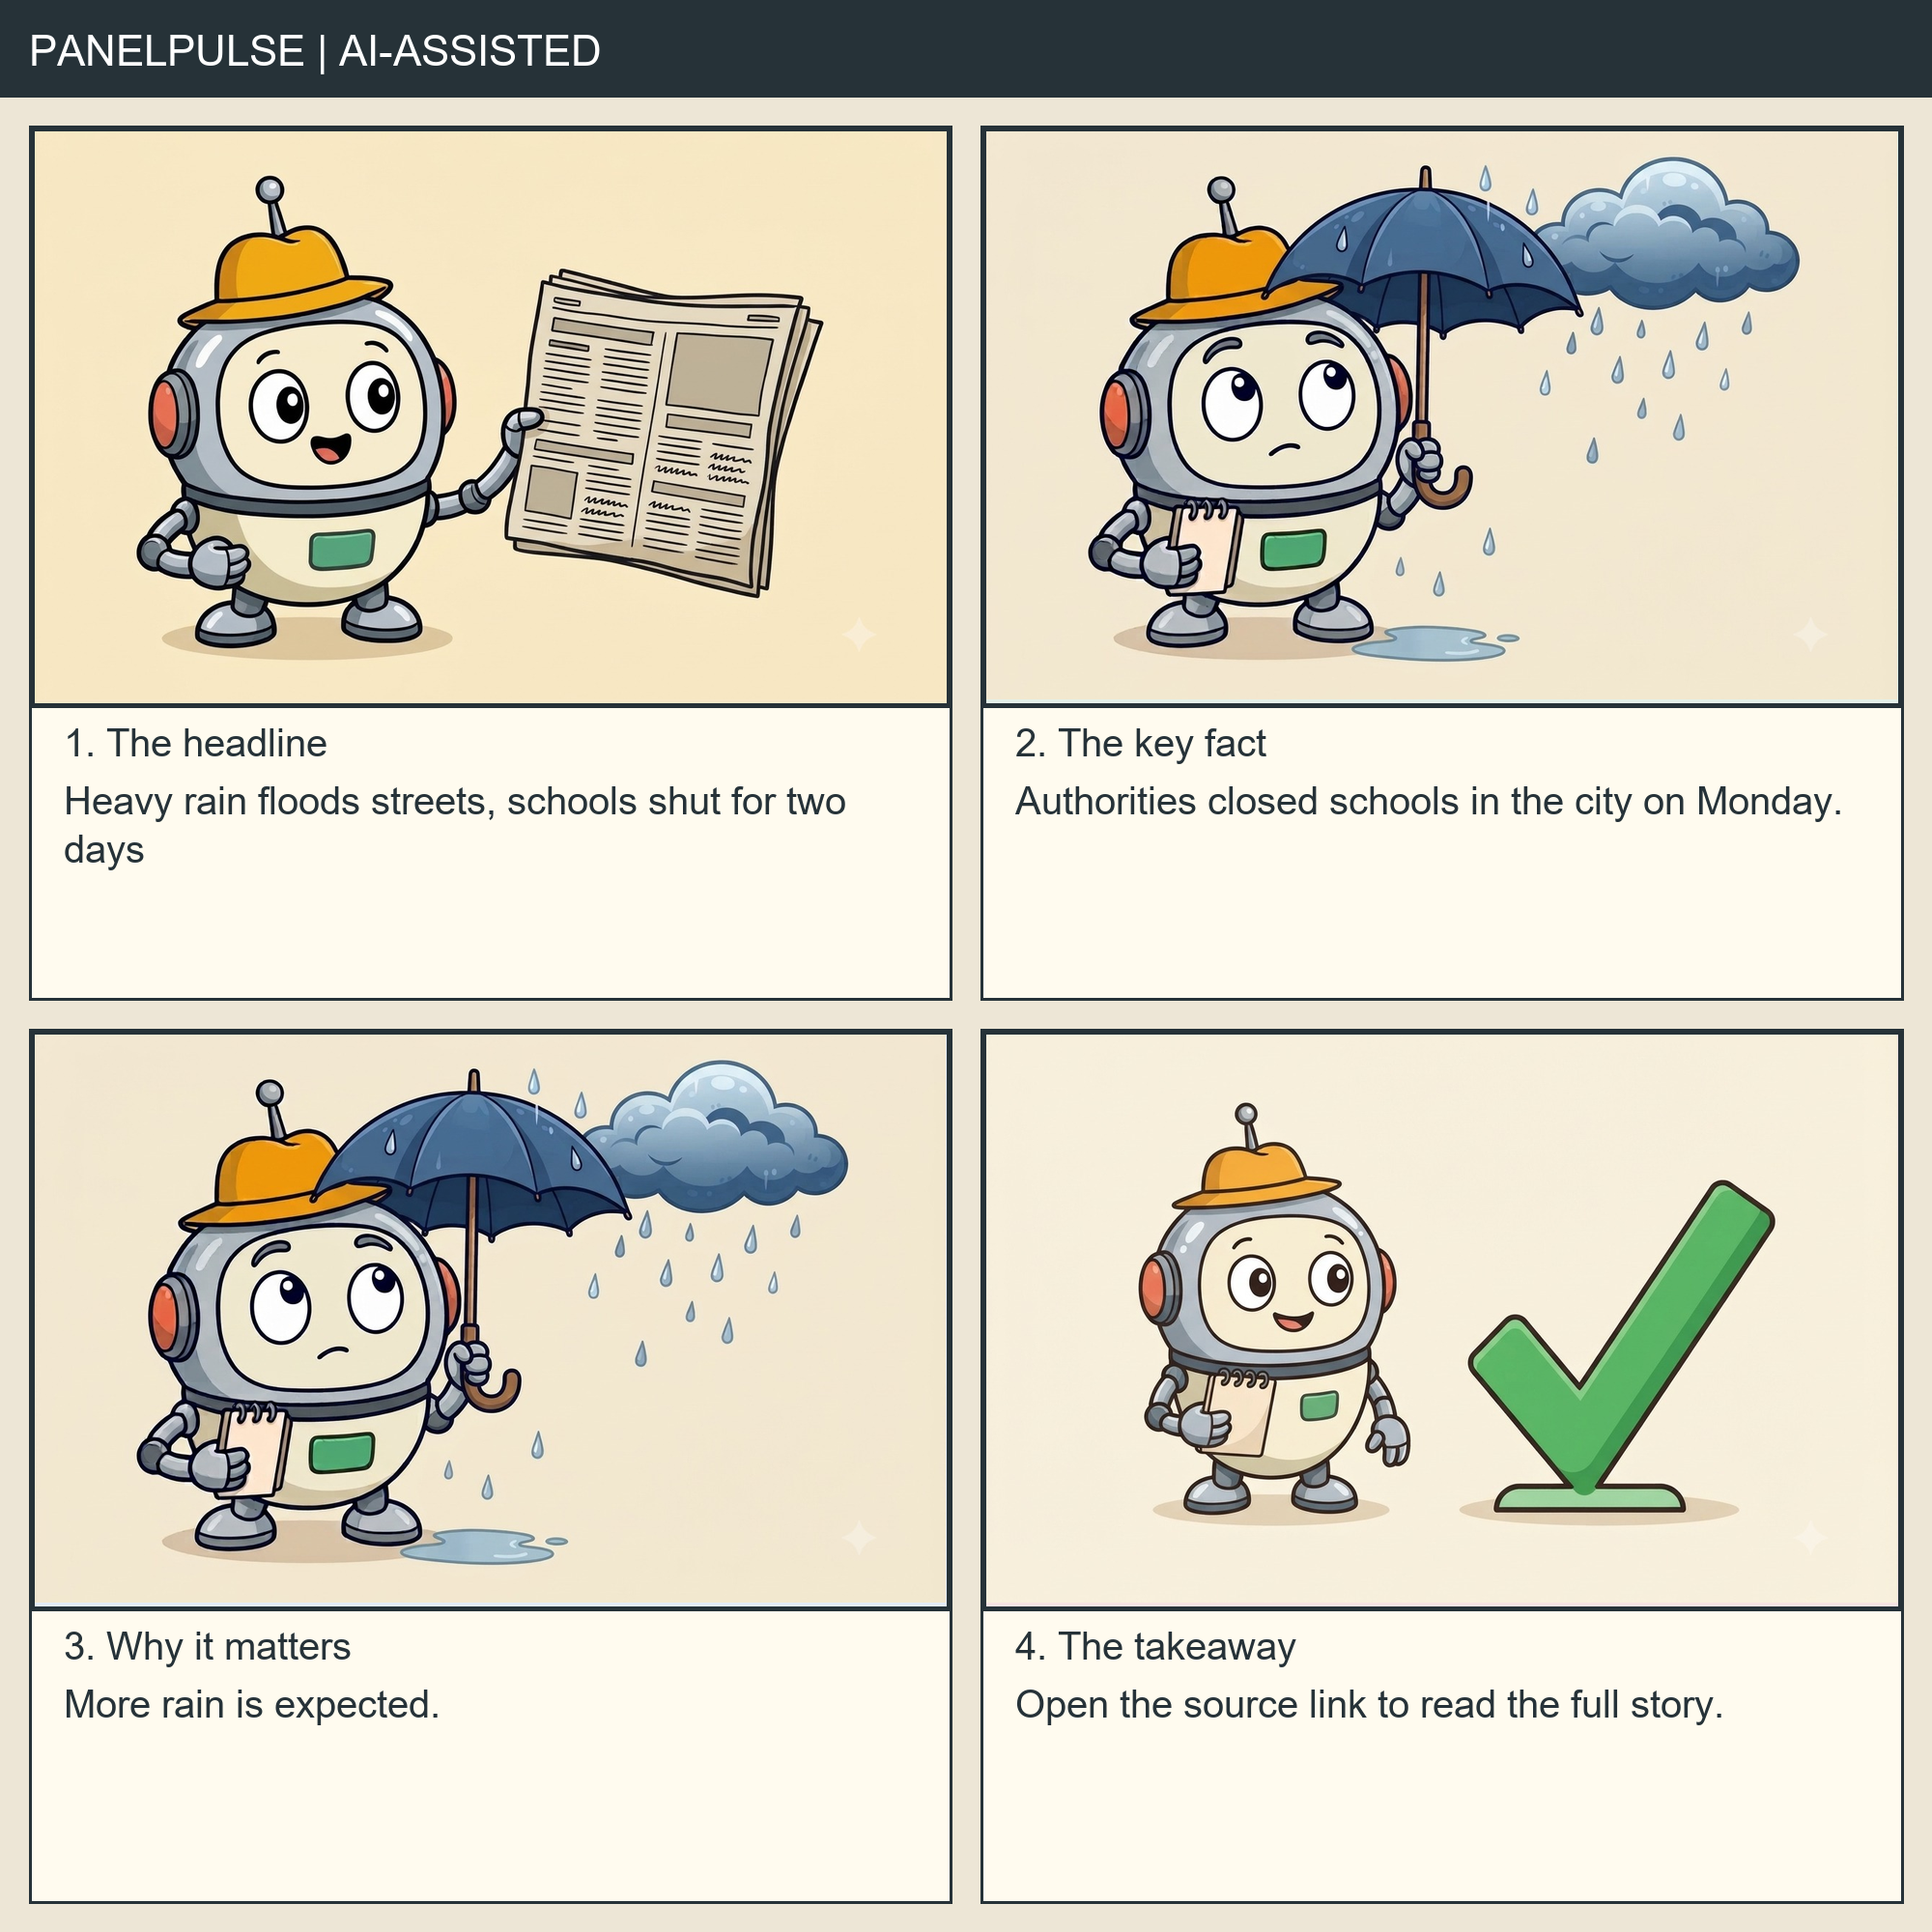 PANELPULSE | AI-ASSISTED
1. The headline
Heavy rain floods streets, schools shut for two
days
2. The key fact
Authorities closed schools in the city on Monday.
3. Why it matters
More rain is expected.
4. The takeaway
Open the source link to read the full story.